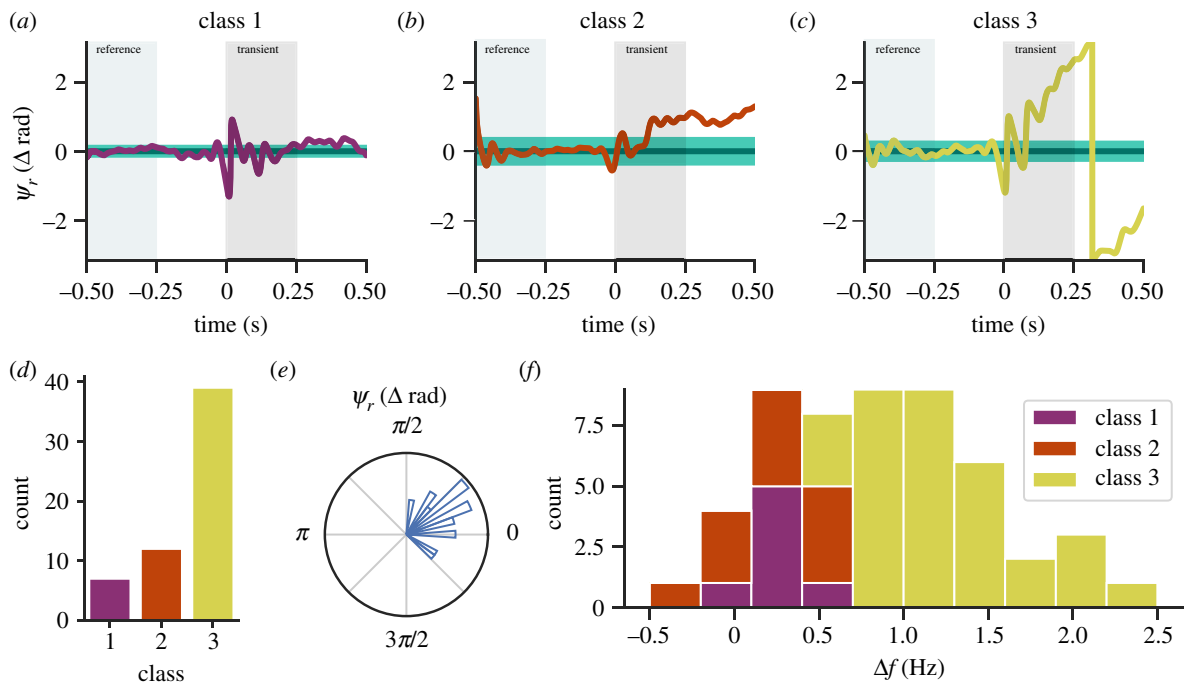 (a) class 1
reference
transient
2
0
−2
ψr (Δ rad)
−0.50 −0.25 0 0.25 0.50
time (s)
(b) class 2
reference
transient
2
0
−2
−0.50 −0.25 0 0.25 0.50
time (s)
(c) class 3
reference
transient
2
0
−2
−0.50 −0.25 0 0.25 0.50
time (s)
(d)
40
30
20
10
0
count
1 2 3
class
(e)
ψr (Δ rad)
π/2
π
0
3π/2
(f)
7.5
5.0
2.5
0
count
class 1
class 2
class 3
−0.5 0 0.5 1.0 1.5 2.0 2.5
Δf (Hz)